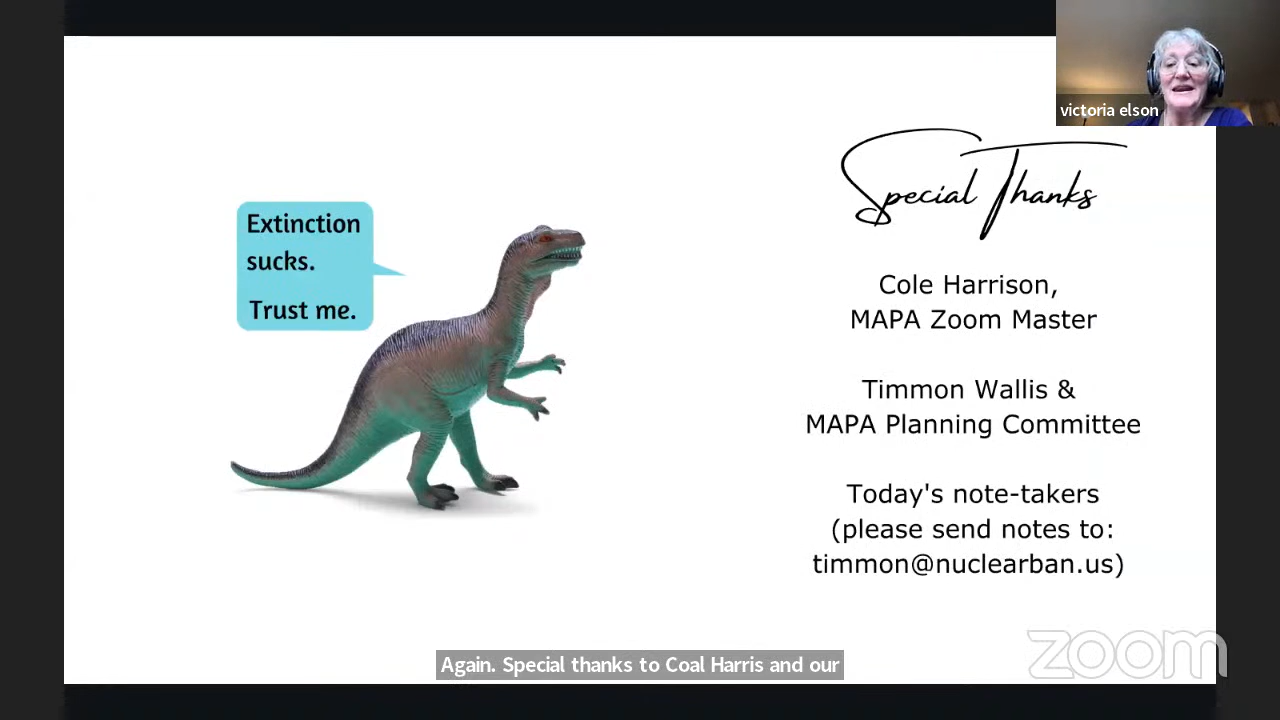 victoria elson
Special Thanks
Extinction
sucks.
Trust me.
Cole Harrison,
MAPA Zoom Master
Timmon Wallis &
MAPA Planning Committee
Today's note-takers
(please send notes to:
timmon@nuclearban.us)
Again. Special thanks to Coal Harris and our
zoom